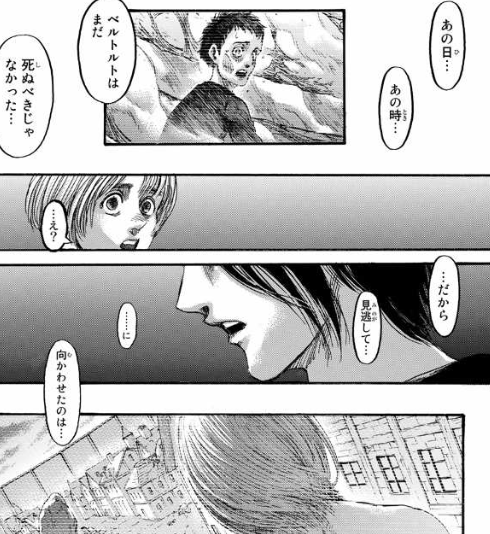 あの日…
あの時…
ベルトルトは
まだ
死ぬべきじゃ
なかった…
…え?
…だから
見逃して…
……に
向かわせたのは…